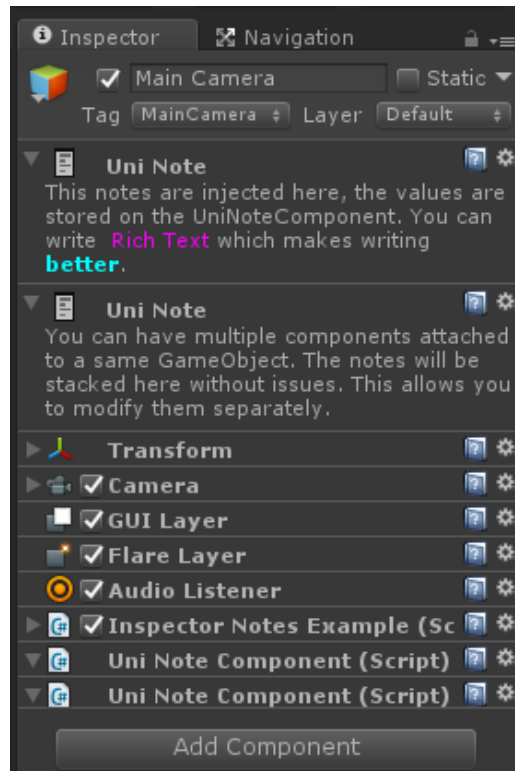 Inspector Navigation
Main Camera Static
Tag MainCamera Layer Default
Uni Note
This notes are injected here, the values are
stored on the UniNoteComponent. You can
write Rich Text which makes writing
better.
Uni Note
You can have multiple components attached
to a same GameObject. The notes will be
stacked here without issues. This allows you
to modify them separately.
Transform
Camera
GUI Layer
Flare Layer
Audio Listener
Inspector Notes Example (Sc
Uni Note Component (Script)
Uni Note Component (Script)
Add Component